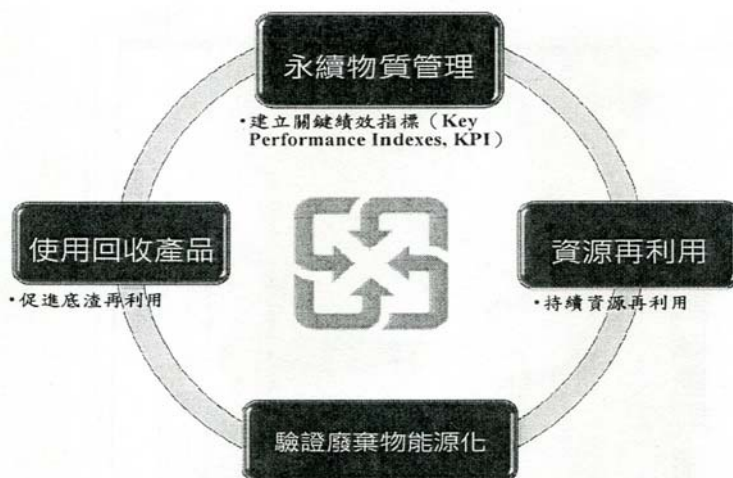 永續物質管理
•建立關鍵績效指標（Key
Performance Indexes, KPI）
使用回收產品
•促進底渣再利用
資源再利用
•持續資源再利用
驗證廢棄物能源化